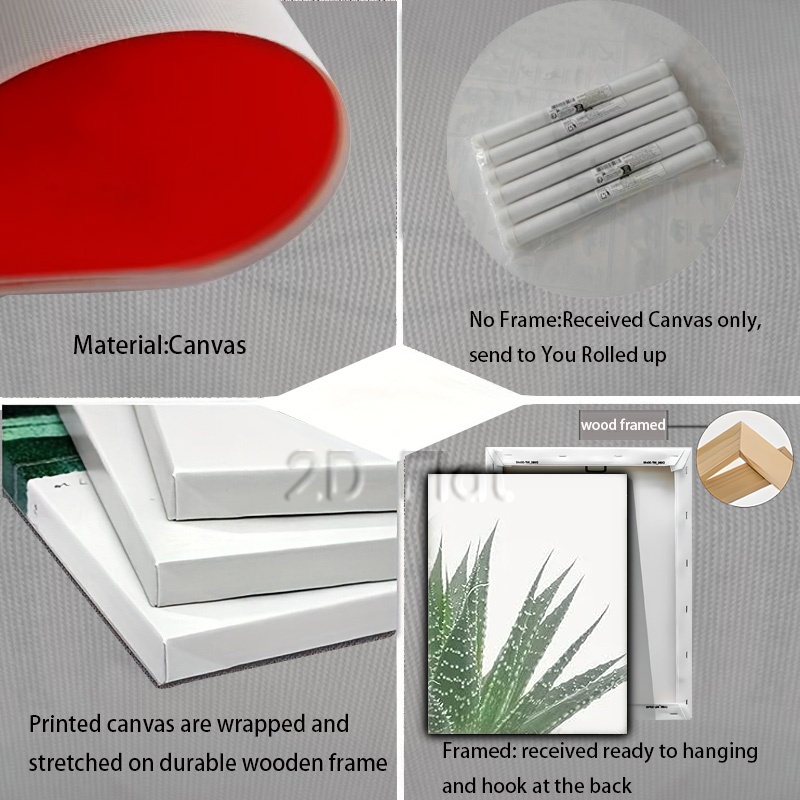 Material:Canvas
No Frame:Received Canvas only,
send to You Rolled up
2D Flat
wood framed
Printed canvas are wrapped and
stretched on durable wooden frame
Framed: received ready to hanging
and hook at the back